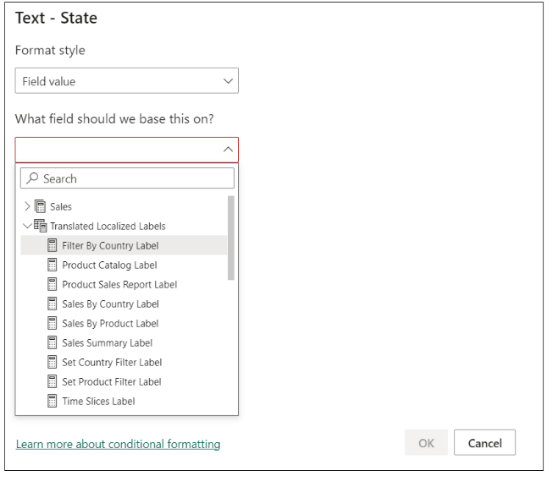 Text - State
Format style
Field value
What field should we base this on?
Search
Sales
Translated Localized Labels
Filter By Country Label
Product Catalog Label
Product Sales Report Label
Sales By Country Label
Sales By Product Label
Sales Summary Label
Set Country Filter Label
Set Product Filter Label
Time Slices Label
Learn more about conditional formatting
OK
Cancel